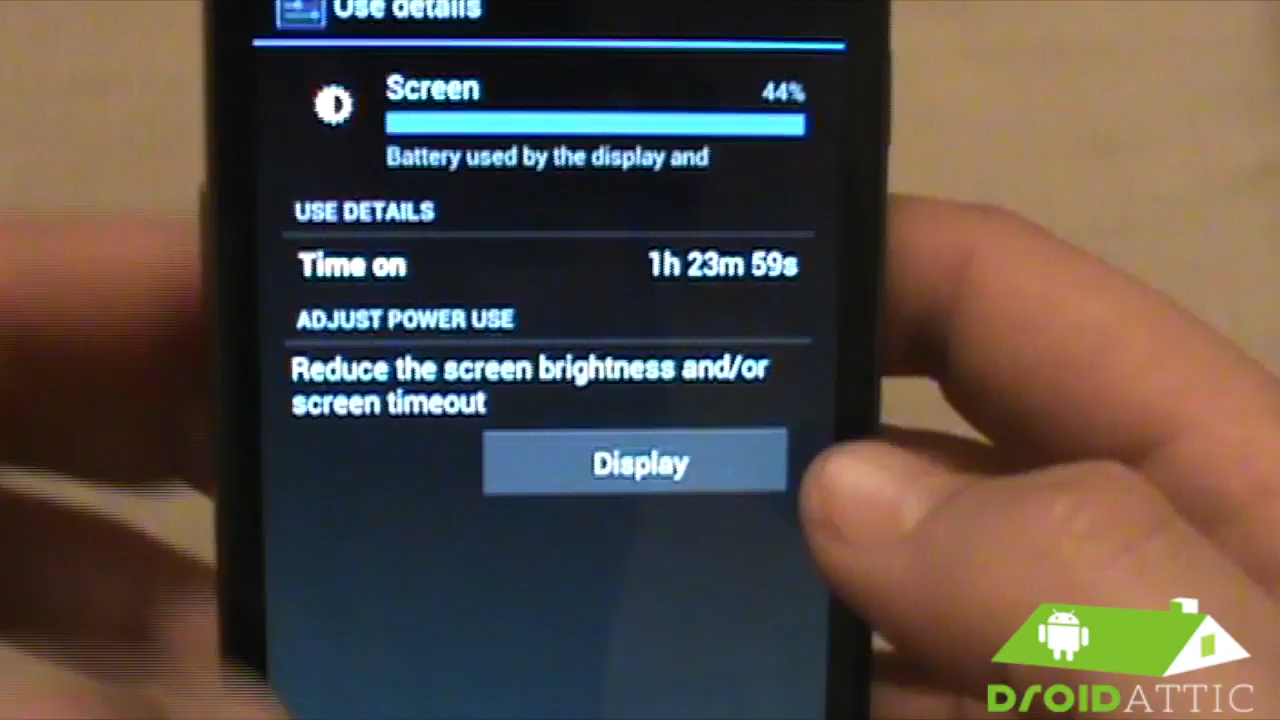 Use details
Screen 44%
Battery used by the display and
USE DETAILS
Time on 1h 23m 59s
ADJUST POWER USE
Reduce the screen brightness and/or
screen timeout
Display
DROIDATTIC